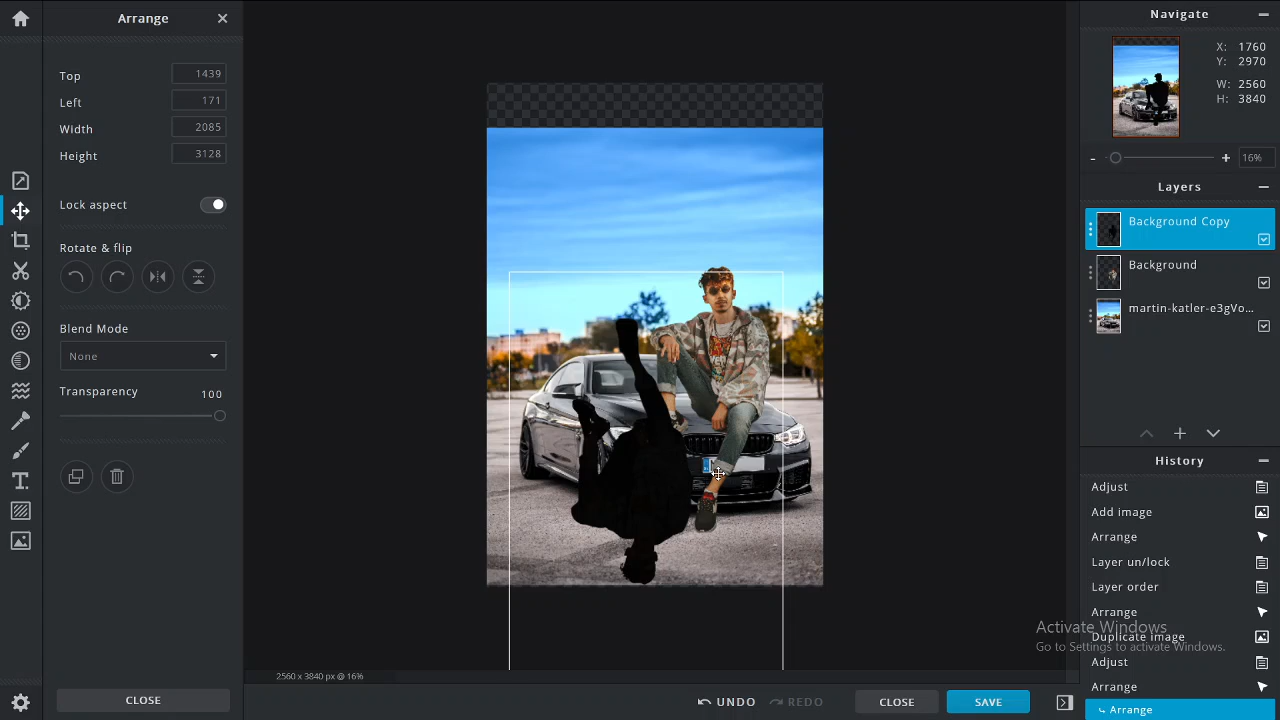 Arrange
Top 1439
Left 171
Width 2085
Height 3128
Lock aspect
Rotate & flip
Blend Mode
None
Transparency 100
CLOSE
2560 x 3840 px @ 16%
UNDO
REDO
CLOSE
SAVE
Navigate
X: 1760
Y: 2970
W: 2560
H: 3840
- + 16%
Layers
Background Copy
Background
martin-katler-e3gVo...
History
Adjust
Add image
Arrange
Layer un/lock
Layer order
Arrange
Duplicate image
Adjust
Arrange
Arrange
Activate Windows
Go to Settings to activate Windows.